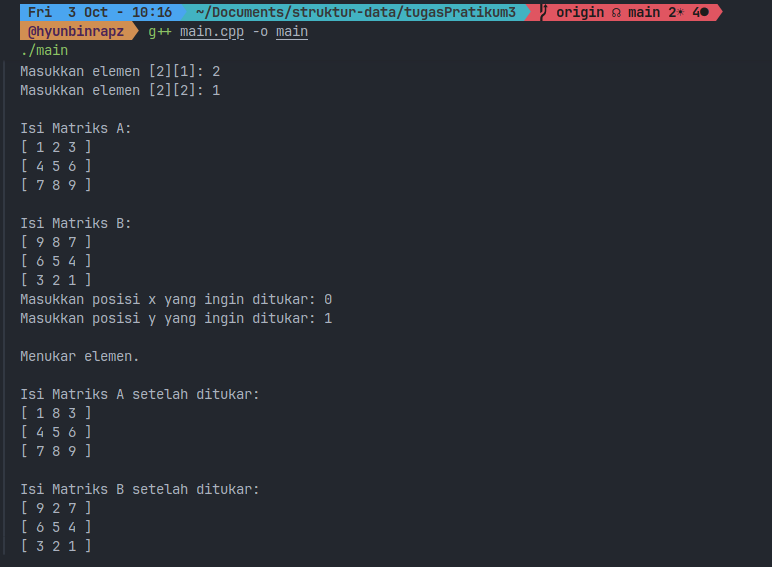 Fri  3 Oct - 10:16  ~/Documents/struktur-data/tugasPratikum3  origin  main 2☀ 4●
@hyunbinrapz  g++ main.cpp -o main
./main
Masukkan elemen [2][1]: 2
Masukkan elemen [2][2]: 1
Isi Matriks A:
[ 1 2 3 ]
[ 4 5 6 ]
[ 7 8 9 ]
Isi Matriks B:
[ 9 8 7 ]
[ 6 5 4 ]
[ 3 2 1 ]
Masukkan posisi x yang ingin ditukar: 0
Masukkan posisi y yang ingin ditukar: 1
Menukar elemen.
Isi Matriks A setelah ditukar:
[ 1 8 3 ]
[ 4 5 6 ]
[ 7 8 9 ]
Isi Matriks B setelah ditukar:
[ 9 2 7 ]
[ 6 5 4 ]
[ 3 2 1 ]